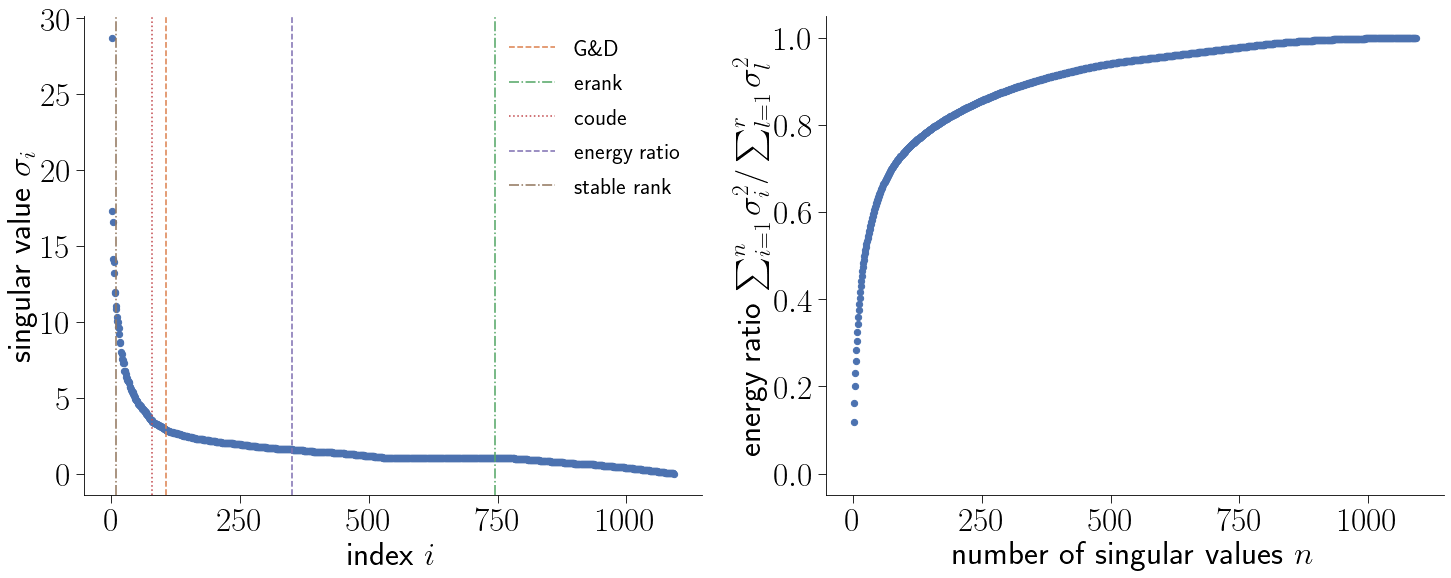 30
25
20
15
10
5
0
singular value σ_i
0 250 500 750 1000
index i
G&D
erank
coude
energy ratio
stable rank
1.0
0.8
0.6
0.4
0.2
0.0
energy ratio ∑_{i=1}^{n} σ_i^2 / ∑_{l=1}^{r} σ_l^2
0 250 500 750 1000
number of singular values n